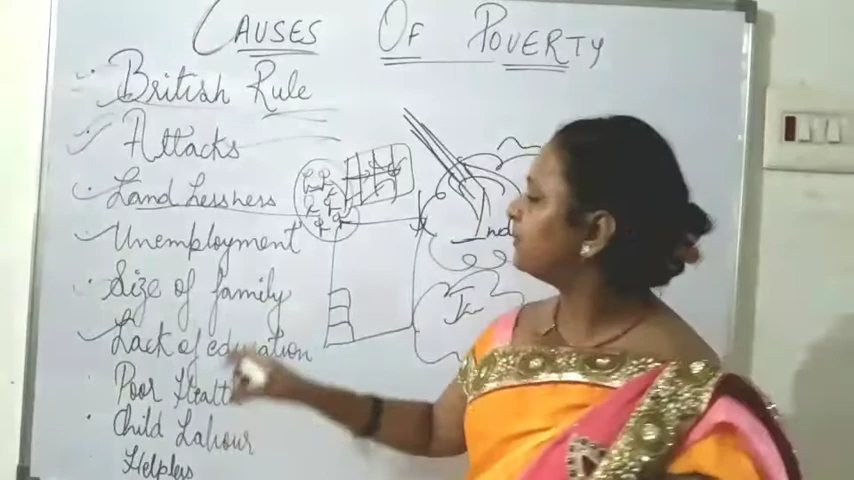 CAUSES OF POVERTY
British Rule
Attacks
Land lessness
Unemployment
Size of family
Lack of education
Poor Health
Child Labour
Helpless
Ind